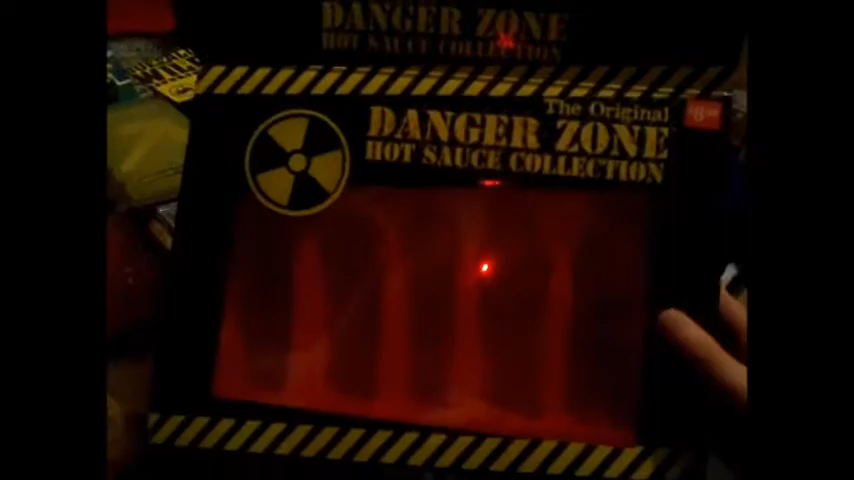 DANGER ZONE
HOT SAUCE COLLECTION
The Original
DANGER ZONE
HOT SAUCE COLLECTION